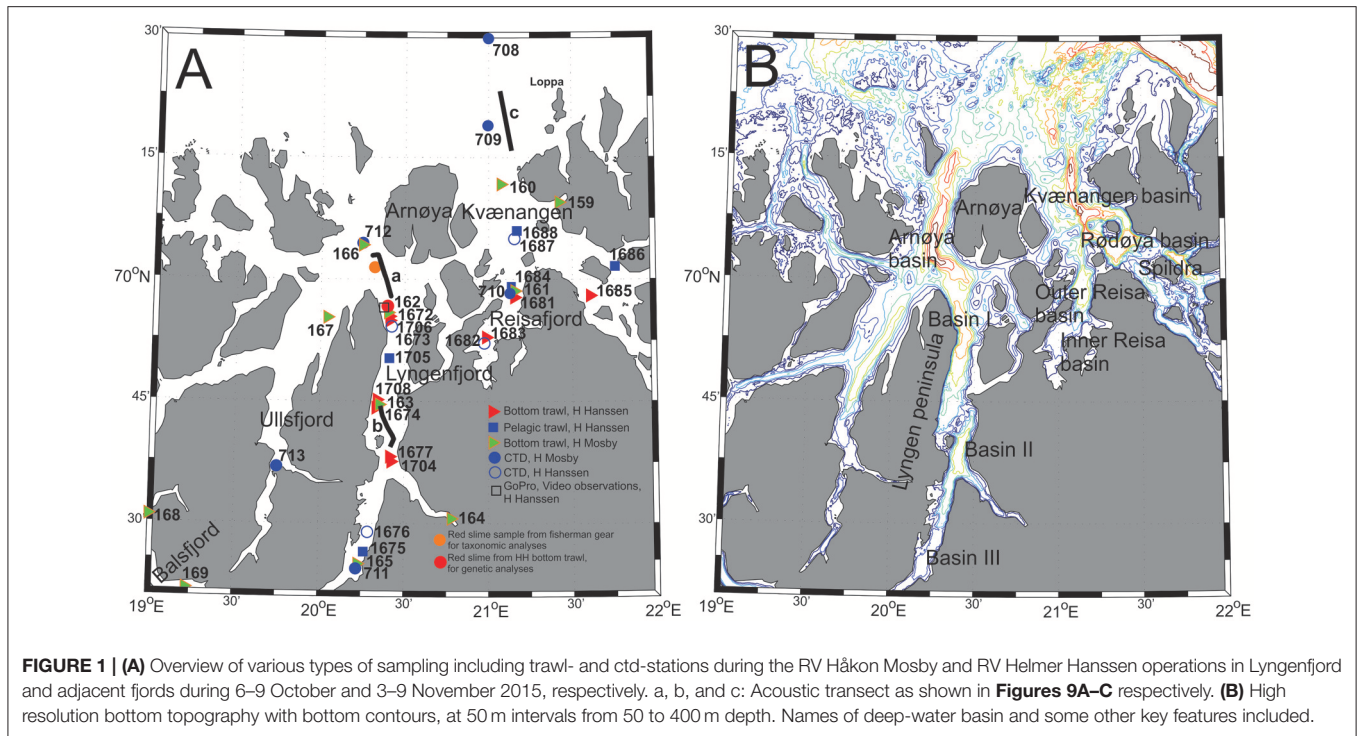 A
30'
15'
70°N
45'
30'
19°E
30'
20°E
30'
21°E
30'
22°E
708
Loppa
c
709
160
159
Arnøya
Kvænangen
712
1688
1687
166
1686
a
1684
710
161
1681
1685
162
1672
167
1706
1673
Reisafjord
1682
1683
1705
Lyngenfjord
1708
163
1674
b
Ullsfjord
1677
1704
713
168
164
1676
1675
165
711
Balsfjord
169
Bottom trawl, H Hanssen
Pelagic trawl, H Hanssen
Bottom trawl, H Mosby
CTD, H Mosby
CTD, H Hanssen
GoPro, Video observations,
H Hanssen
Red slime sample from fisherman gear
for taxonomic analyses
Red slime from HH bottom trawl,
for genetic analyses
B
30'
15'
70°N
45'
30'
19°E
30'
20°E
30'
21°E
30'
22°E
Kvænangen basin
Arnøya
Arnøya
basin
Rødøya basin
Spildra
Outer Reisa
basin
Basin I
Inner Reisa
basin
Lyngen peninsula
Basin II
Basin III
FIGURE 1 | (A) Overview of various types of sampling including trawl- and ctd-stations during the RV Håkon Mosby and RV Helmer Hanssen operations in Lyngenfjord
and adjacent fjords during 6–9 October and 3–9 November 2015, respectively. a, b, and c: Acoustic transect as shown in Figures 9A–C respectively. (B) High
resolution bottom topography with bottom contours, at 50 m intervals from 50 to 400 m depth. Names of deep-water basin and some other key features included.